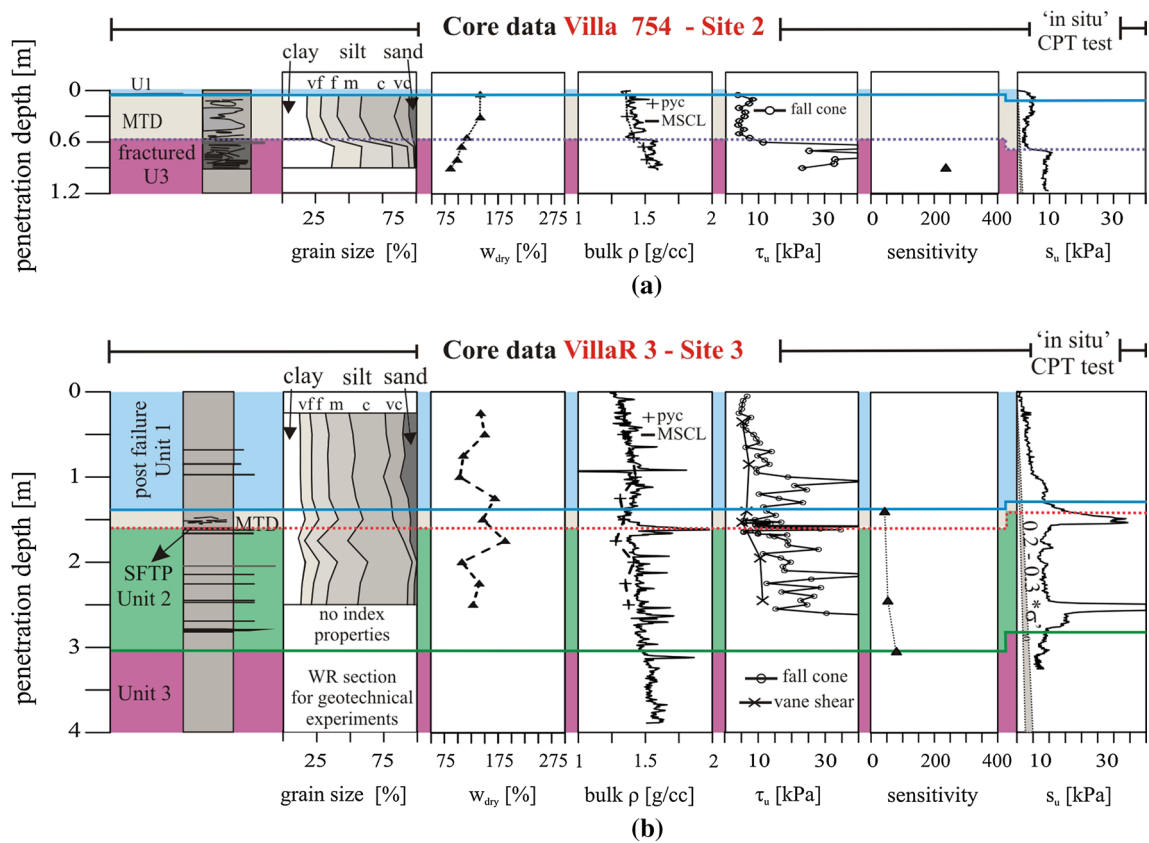 Core data Villa 754 - Site 2
'in situ'
CPT test
penetration depth [m]
0
0.6
1.2
U1
MTD
fractured
U3
clay silt sand
vf f m c vc
25 75
grain size [%]
75 175 275
w_dry [%]
+ pyc
MSCL
1 1.5 2
bulk ρ [g/cc]
fall cone
10 30
τ_u [kPa]
0 200 400
sensitivity
10 30
s_u [kPa]
(a)
Core data VillaR 3 - Site 3
'in situ'
CPT test
penetration depth [m]
0
1
2
3
4
post failure
Unit 1
MTD
SFTP
Unit 2
Unit 3
clay silt sand
vf f m c vc
no index
properties
WR section
for geotechnical
experiments
25 75
grain size [%]
75 175 275
w_dry [%]
+ pyc
MSCL
1 1.5 2
bulk ρ [g/cc]
fall cone
vane shear
10 30
τ_u [kPa]
0 200 400
sensitivity
10 30
s_u [kPa]
(b)